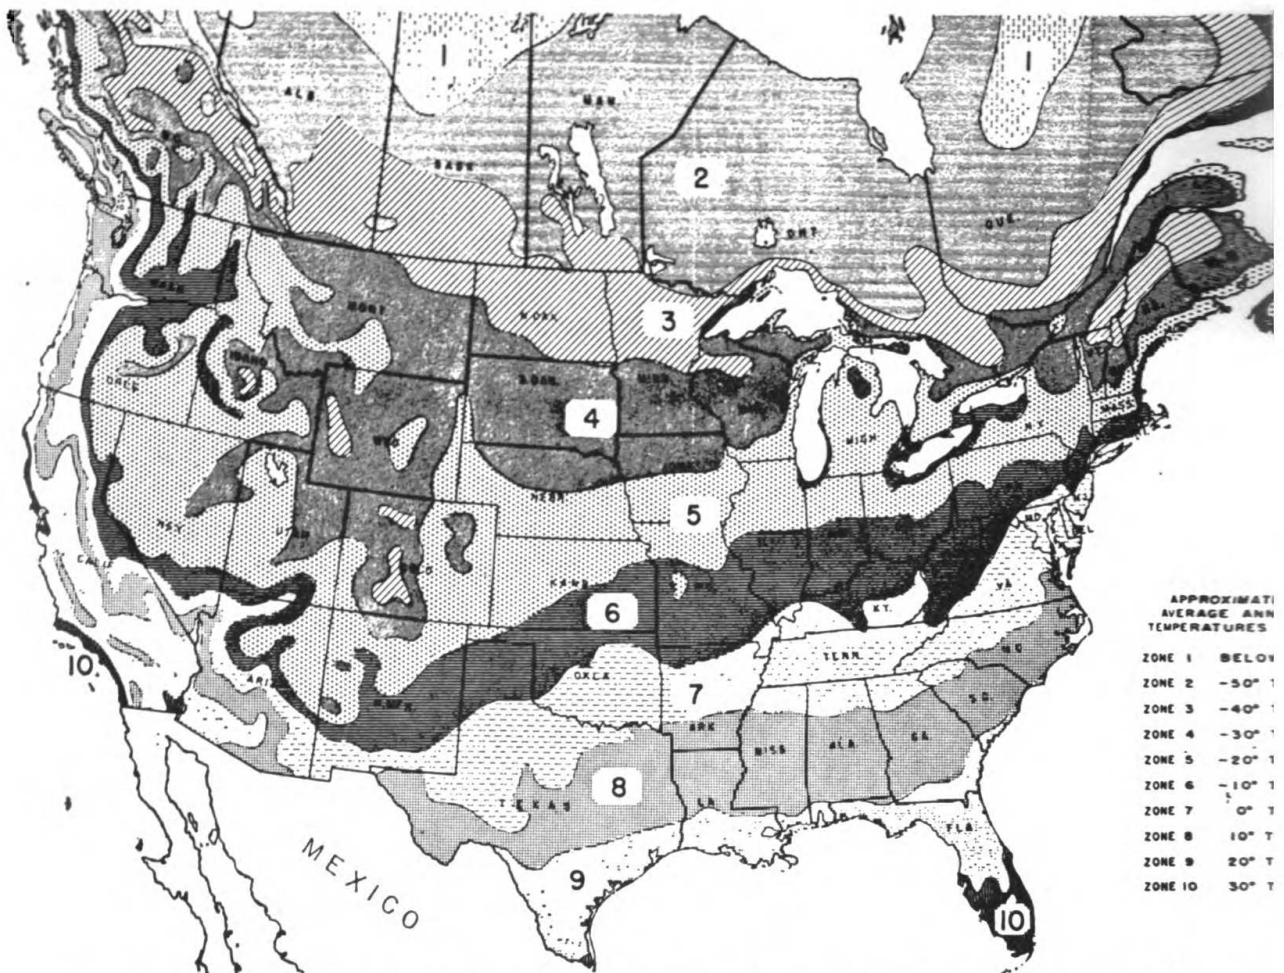 1
1
ALB
MAN.
SASK
2
ONT
QUE.
WASH
MONT
N.DAK
3
IDAHO
OREG
S.DAK.
MINN.
4
WYO
MICH
N.Y.
MASS
NEBR
5
NEV
UTAH
COLO
CALIF
KANS
MO.
6
KY.
VA.
MD.
DEL
N.J.
10
ARIZ
N.MEX.
OKLA
TENN.
N.C.
7
ARK
S.C.
MISS
ALA.
GA.
8
TEXAS
LA.
FLA.
MEXICO
9
10
APPROXIMAT
AVERAGE ANN
TEMPERATURES
ZONE 1 BELOW
ZONE 2 -50° T
ZONE 3 -40° T
ZONE 4 -30° T
ZONE 5 -20° T
ZONE 6 -10° T
ZONE 7 0° T
ZONE 8 10° T
ZONE 9 20° T
ZONE 10 30° T